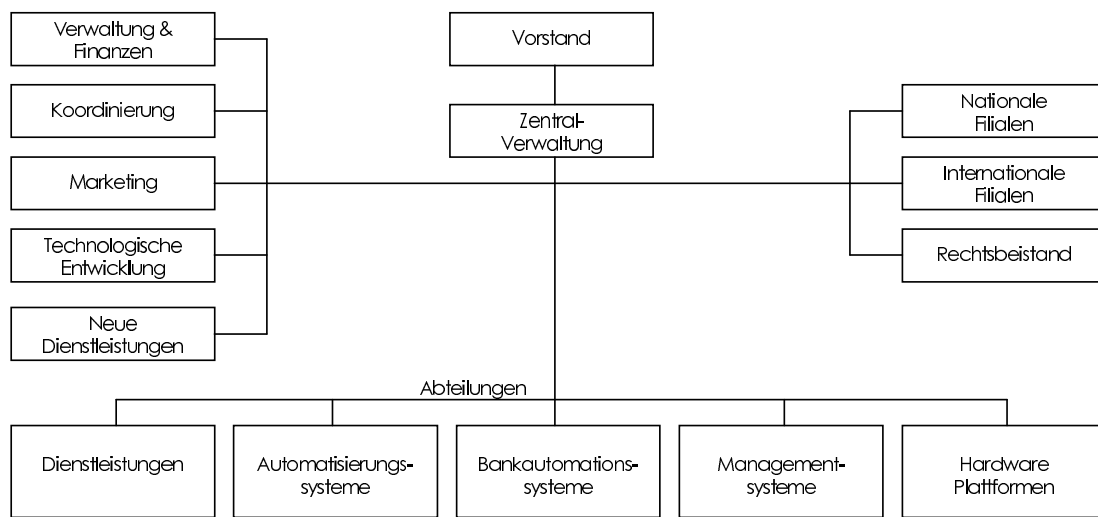 Verwaltung &
Finanzen
Vorstand
Koordinierung
Zentral-
Verwaltung
Nationale
Filialen
Marketing
Internationale
Filialen
Technologische
Entwicklung
Rechtsbeistand
Neue
Dienstleistungen
Abteilungen
Dienstleistungen
Automatisierungs-
systeme
Bankautomations-
systeme
Management-
systeme
Hardware
Plattformen